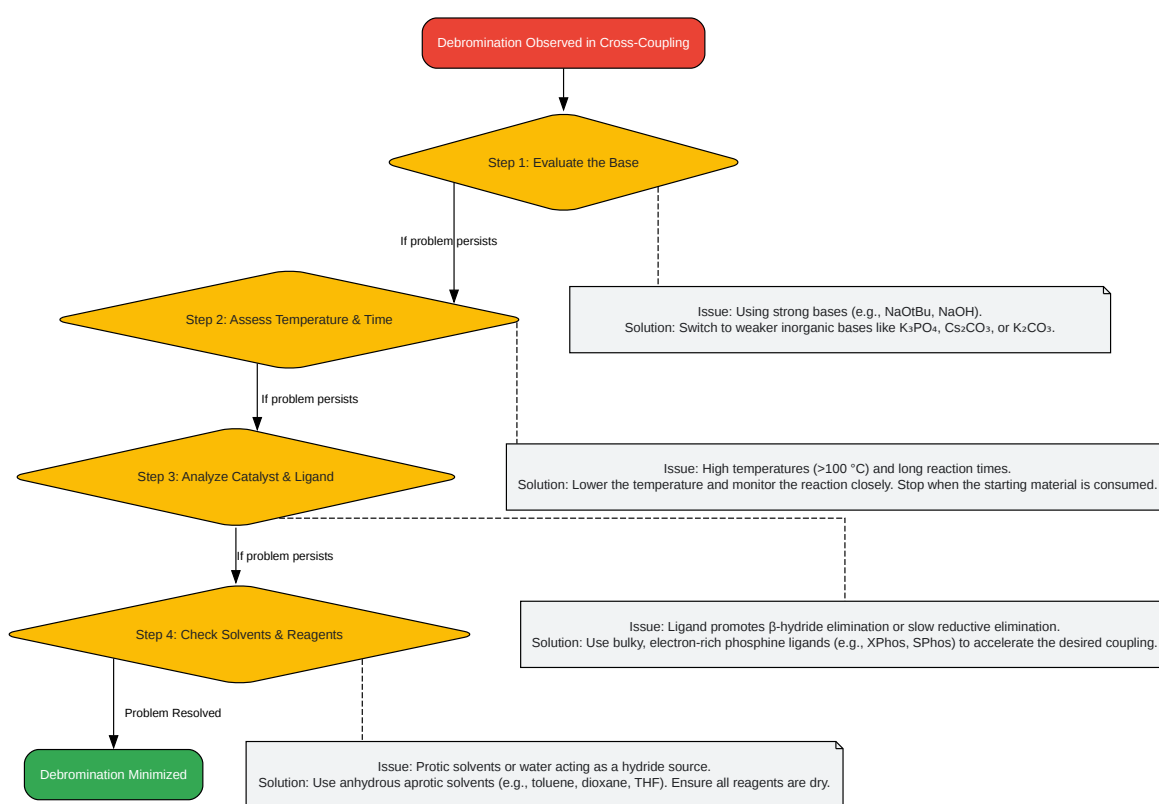 Debromination Observed in Cross-Coupling
Step 1: Evaluate the Base
If problem persists
Issue: Using strong bases (e.g., NaOtBu, NaOH).
Solution: Switch to weaker inorganic bases like K₃PO₄, Cs₂CO₃, or K₂CO₃.
Step 2: Assess Temperature & Time
If problem persists
Issue: High temperatures (>100 °C) and long reaction times.
Solution: Lower the temperature and monitor the reaction closely. Stop when the starting material is consumed.
Step 3: Analyze Catalyst & Ligand
If problem persists
Issue: Ligand promotes β-hydride elimination or slow reductive elimination.
Solution: Use bulky, electron-rich phosphine ligands (e.g., XPhos, SPhos) to accelerate the desired coupling.
Step 4: Check Solvents & Reagents
Problem Resolved
Issue: Protic solvents or water acting as a hydride source.
Solution: Use anhydrous aprotic solvents (e.g., toluene, dioxane, THF). Ensure all reagents are dry.
Debromination Minimized